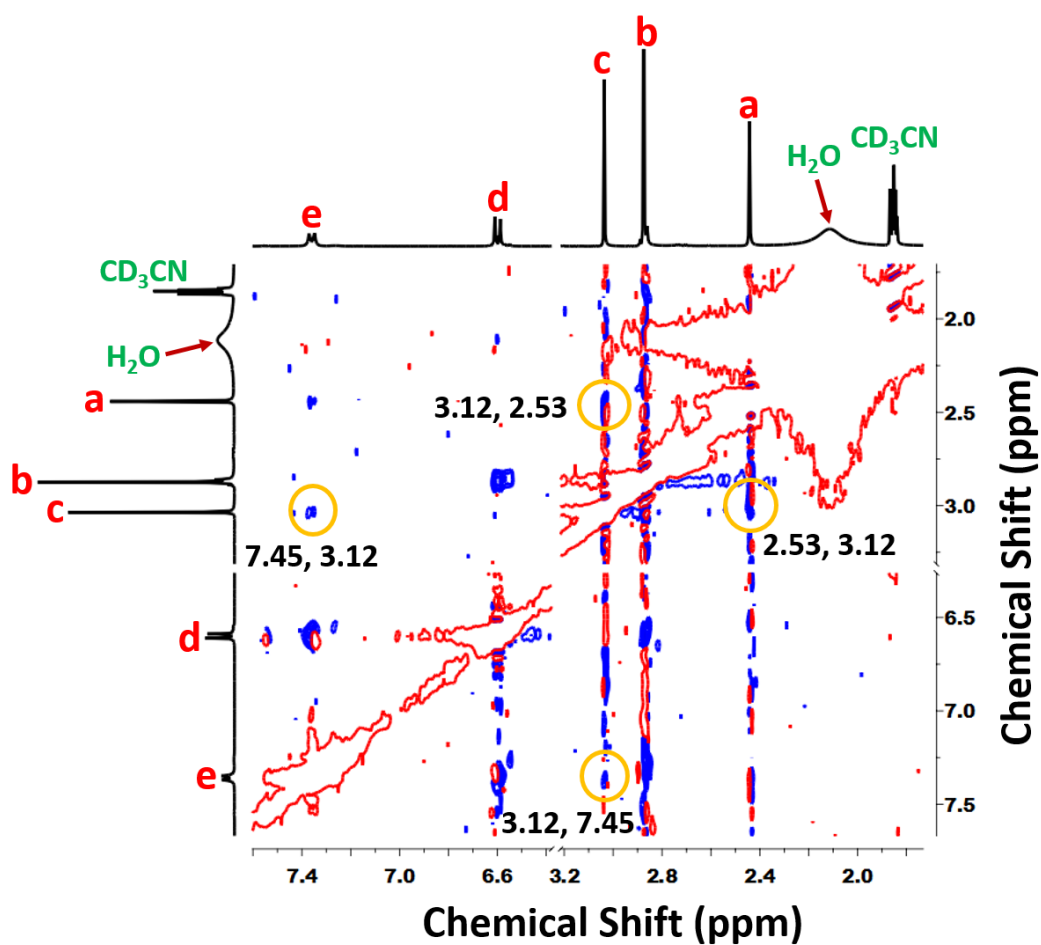 b
c
a
CD3CN
H2O
d
e
CD3CN
2.0
H2O
a
3.12, 2.53
2.5
b
c
3.0
7.45, 3.12
2.53, 3.12
6.5
d
7.0
e
7.5
3.12, 7.45
7.4 7.0 6.6 3.2 2.8 2.4 2.0
Chemical Shift (ppm)
Chemical Shift (ppm)